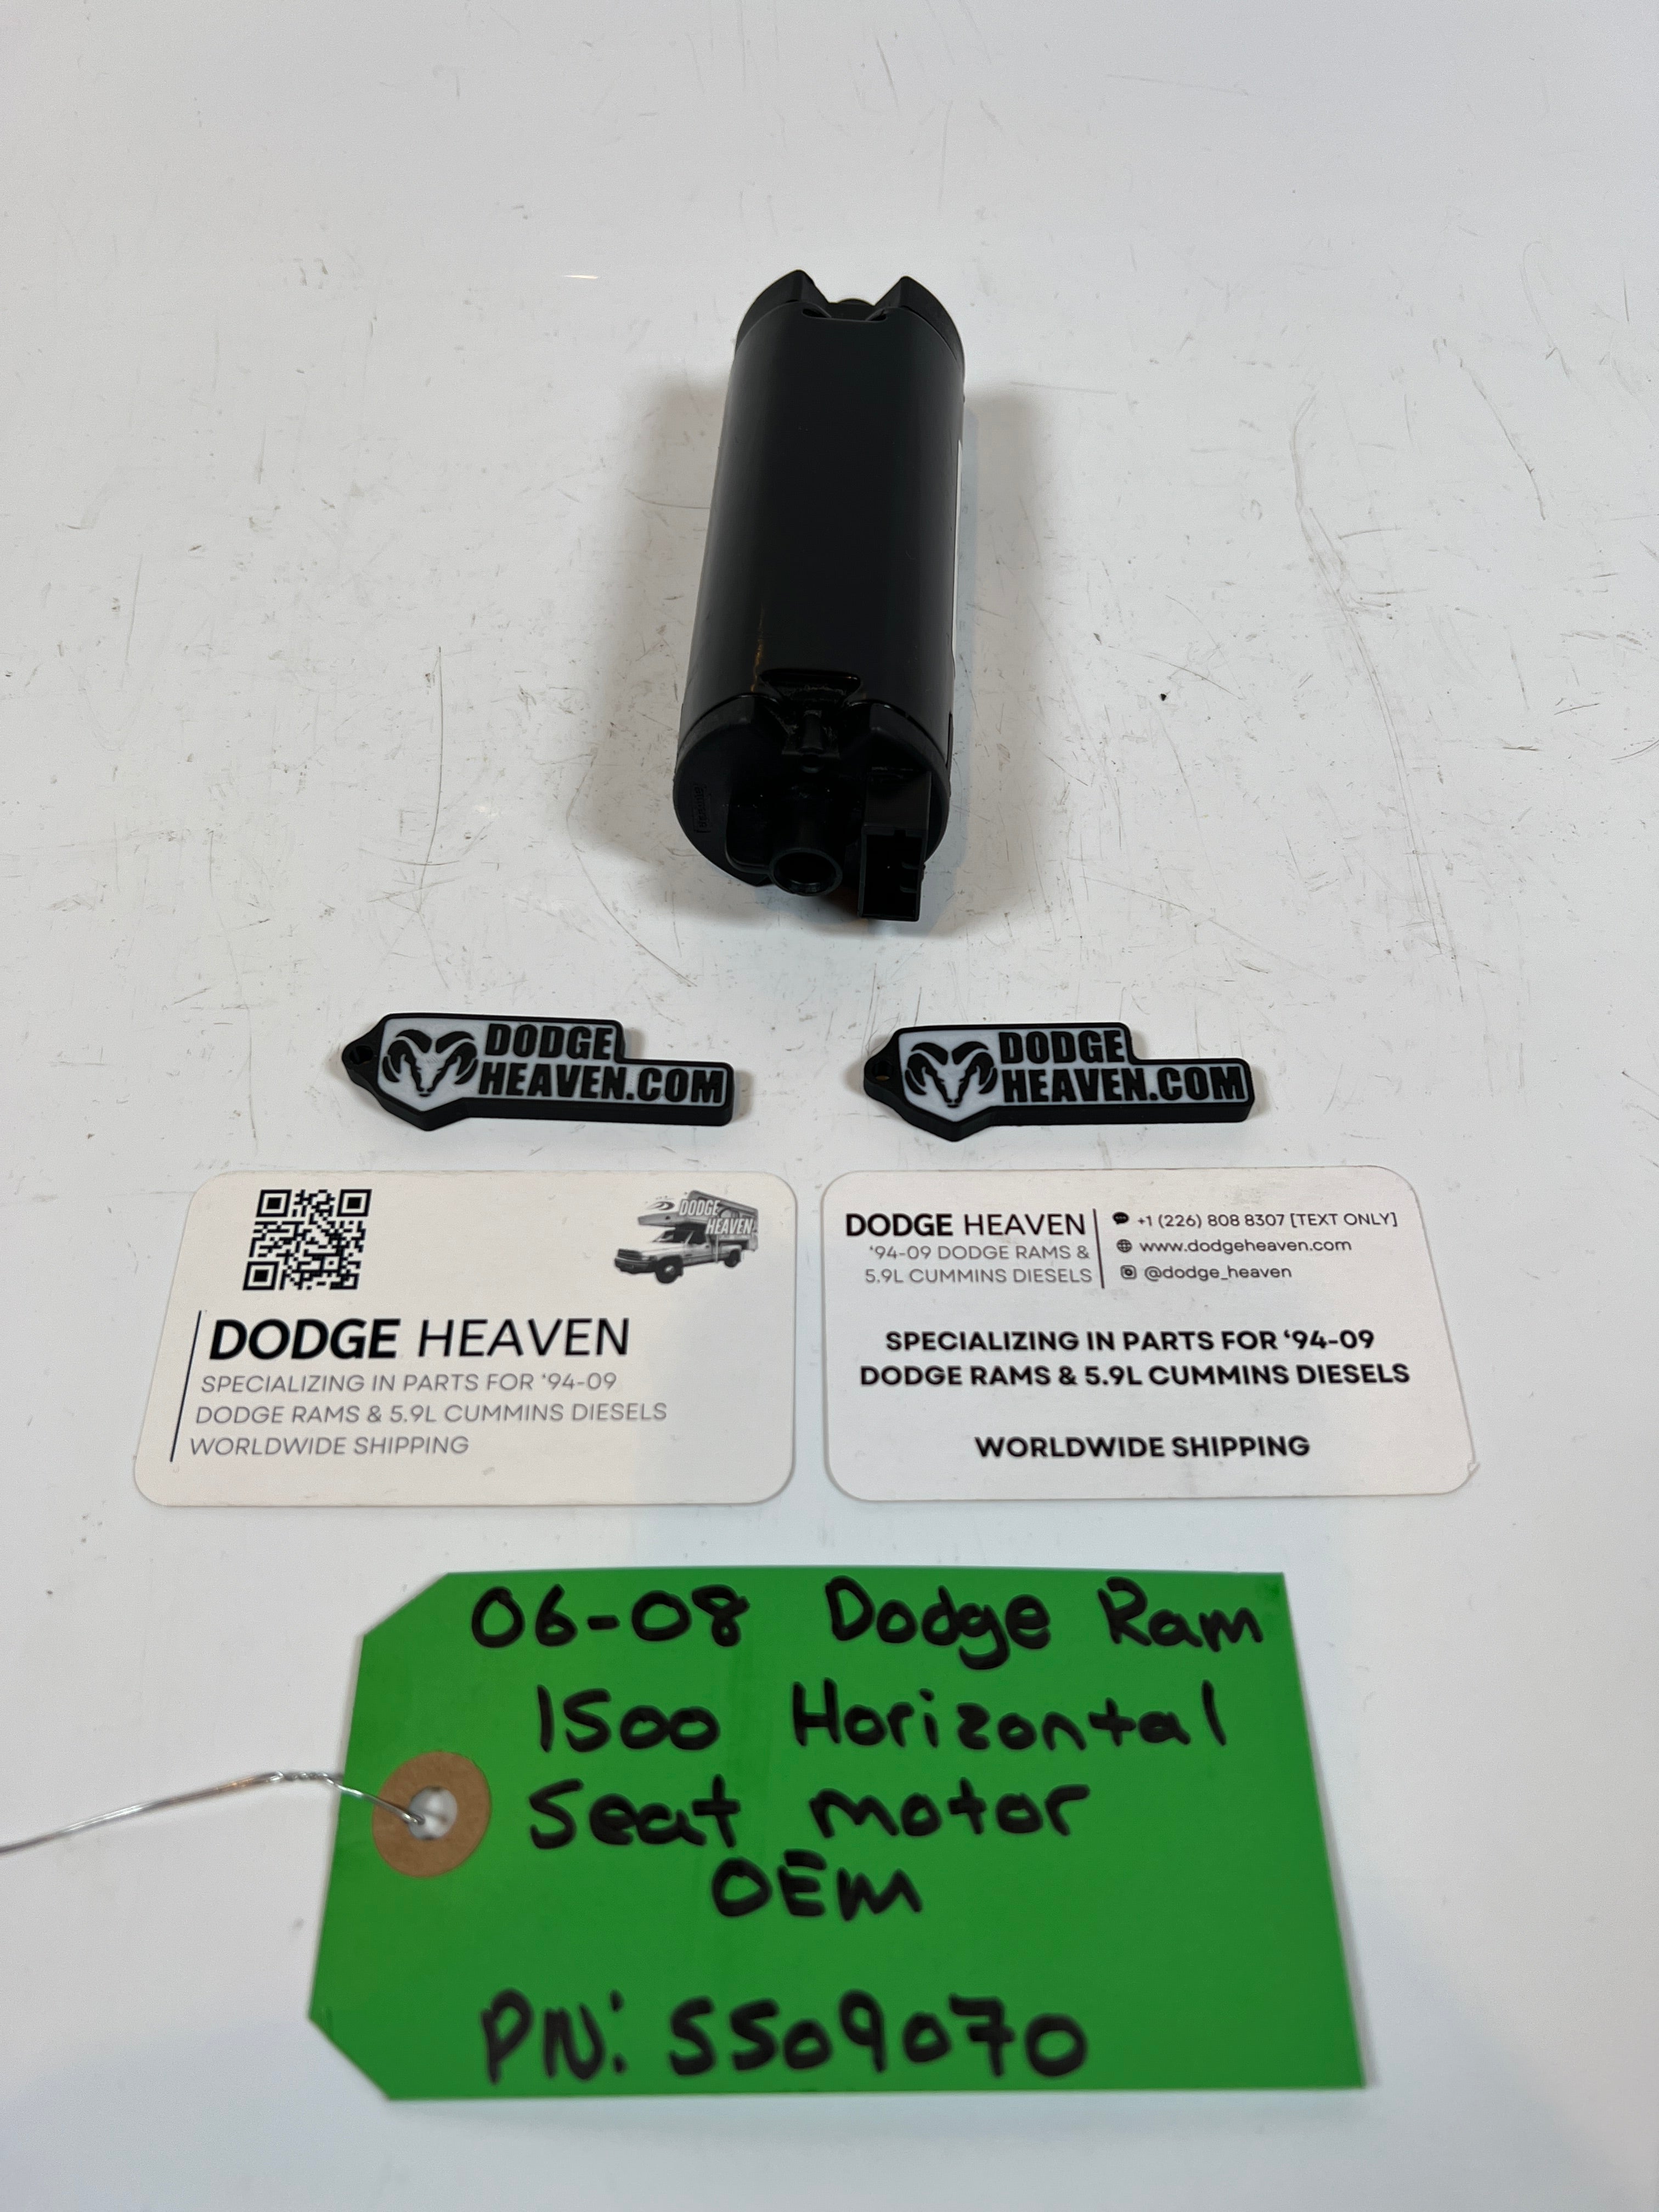 DODGE
HEAVEN.COM
DODGE
HEAVEN.COM
DODGE
HEAVEN
DODGE HEAVEN
SPECIALIZING IN PARTS FOR '94-09
DODGE RAMS & 5.9L CUMMINS DIESELS
WORLDWIDE SHIPPING
DODGE HEAVEN
'94-09 DODGE RAMS &
5.9L CUMMINS DIESELS
+1 (226) 808 8307 [TEXT ONLY]
www.dodgeheaven.com
@dodge_heaven
SPECIALIZING IN PARTS FOR '94-09
DODGE RAMS & 5.9L CUMMINS DIESELS
WORLDWIDE SHIPPING
06-08 Dodge Ram
1500 Horizontal
Seat motor
OEM
PN: 5509070